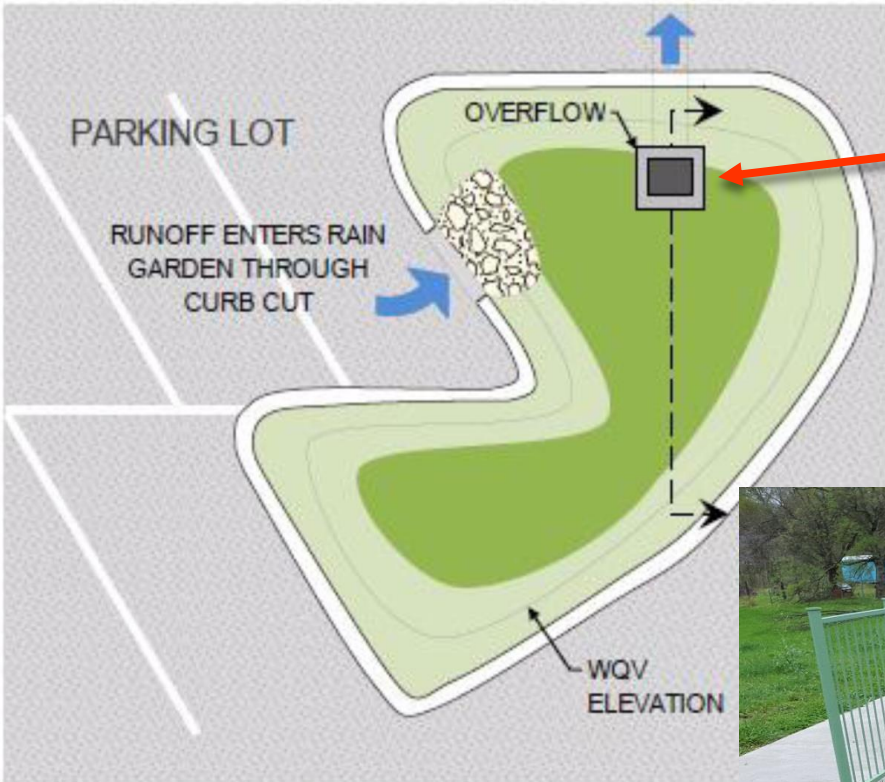 PARKING LOT
OVERFLOW
RUNOFF ENTERS RAIN
GARDEN THROUGH
CURB CUT
WQV
ELEVATION